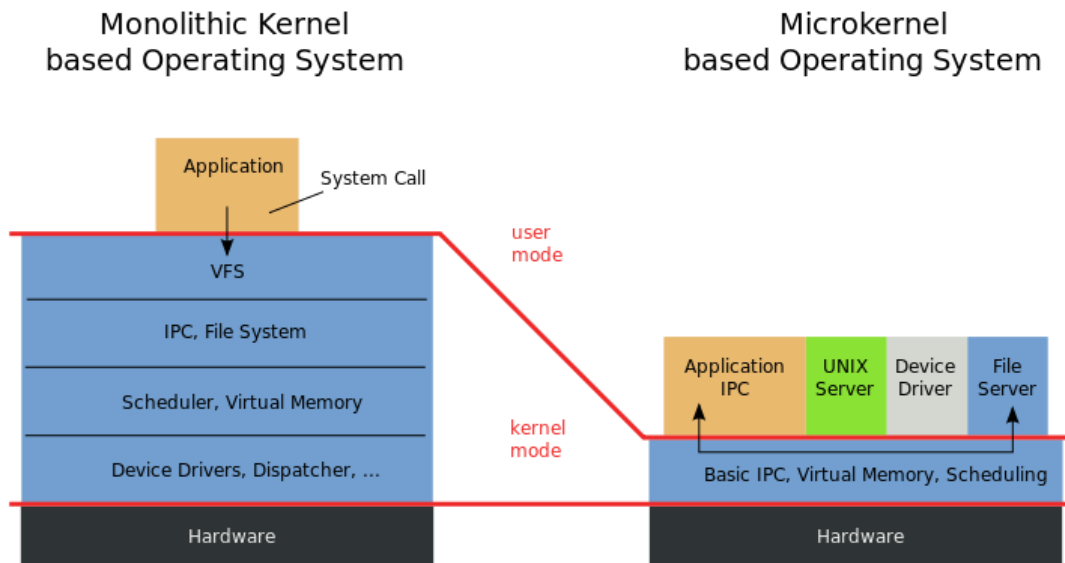 Monolithic Kernel
based Operating System
Microkernel
based Operating System
Application
System Call
user
mode
VFS
IPC, File System
Scheduler, Virtual Memory
kernel
mode
Device Drivers, Dispatcher, ...
Hardware
Application
IPC
UNIX
Server
Device
Driver
File
Server
Basic IPC, Virtual Memory, Scheduling
Hardware